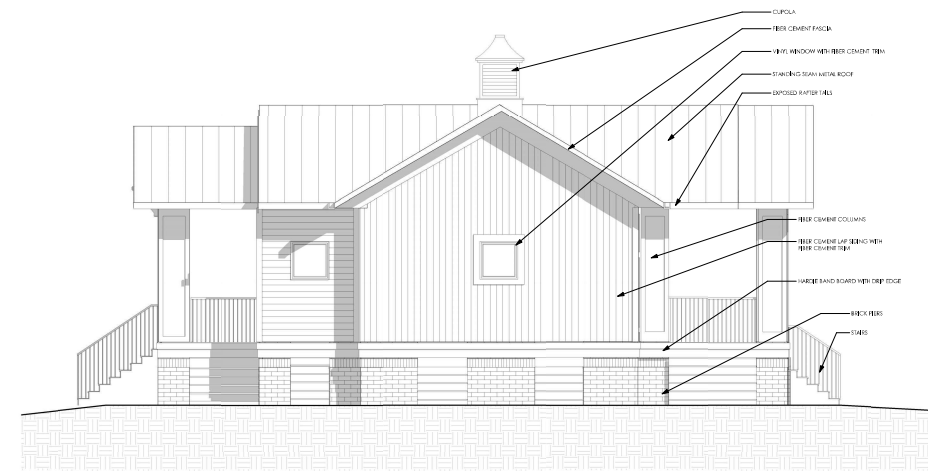 CUPOLA
FIBER CEMENT FASCIA
VINYL WINDOW WITH FIBER CEMENT TRIM
STANDING SEAM METAL ROOF
EXPOSED RAFTER TAILS
FIBER CEMENT COLUMNS
FIBER CEMENT LAP SIDING WITH
FIBER CEMENT TRIM
HARDIE BAND BOARD WITH DRIP EDGE
BRICK PIERS
STAIRS